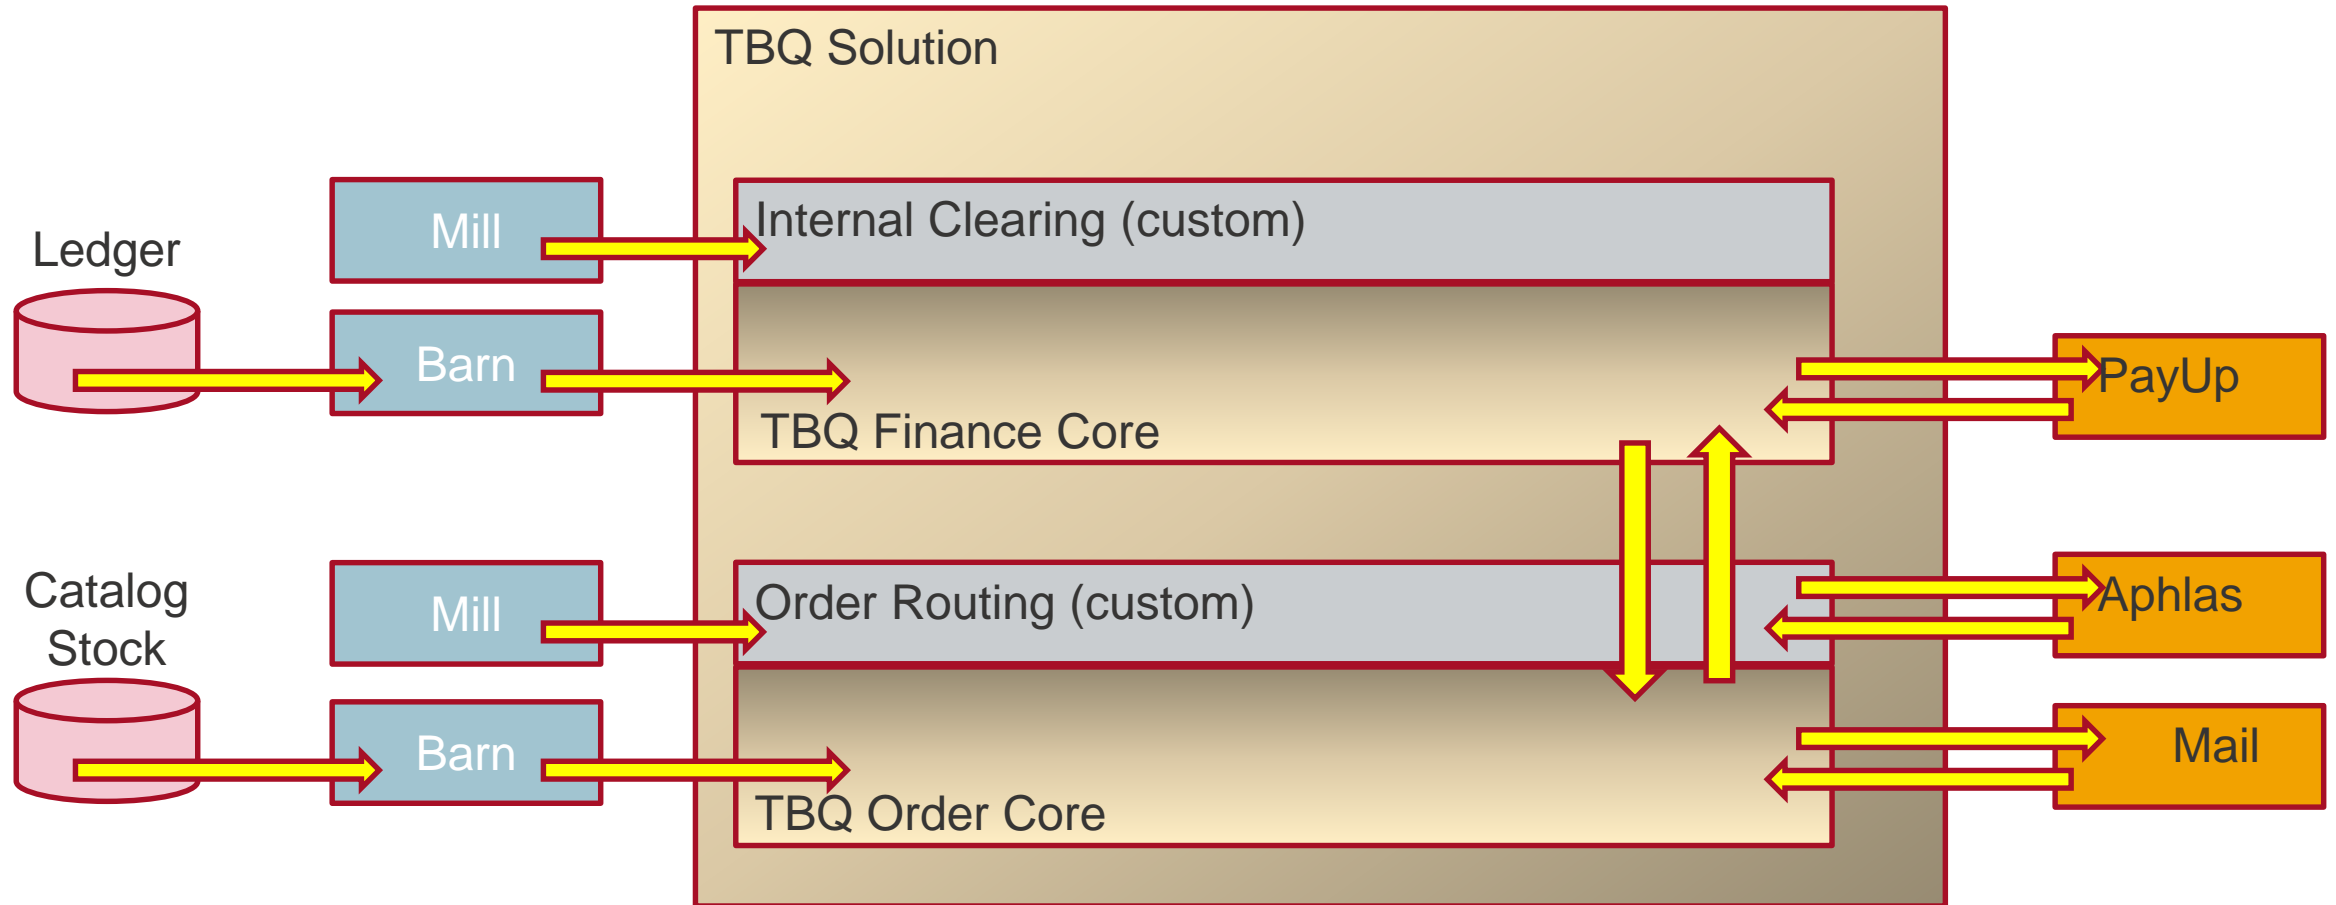 TBQ Solution
Mill
Internal Clearing (custom)
Ledger
Barn
PayUp
TBQ Finance Core
Catalog
Stock
Mill
Order Routing (custom)
Aphlas
Barn
Mail
TBQ Order Core